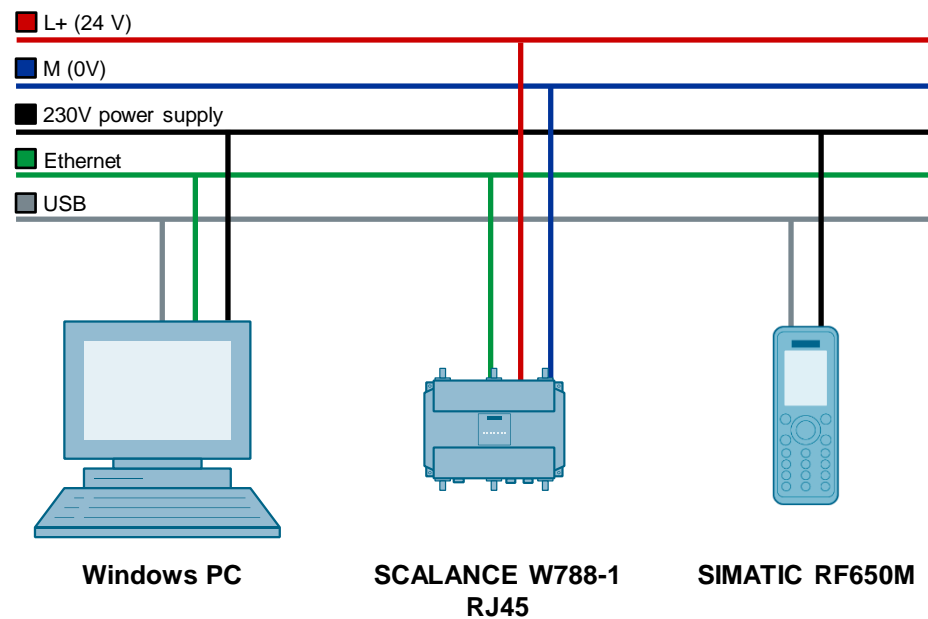 L+ (24 V)
M (0V)
230V power supply
Ethernet
USB
Windows PC
SCALANCE W788-1
RJ45
SIMATIC RF650M